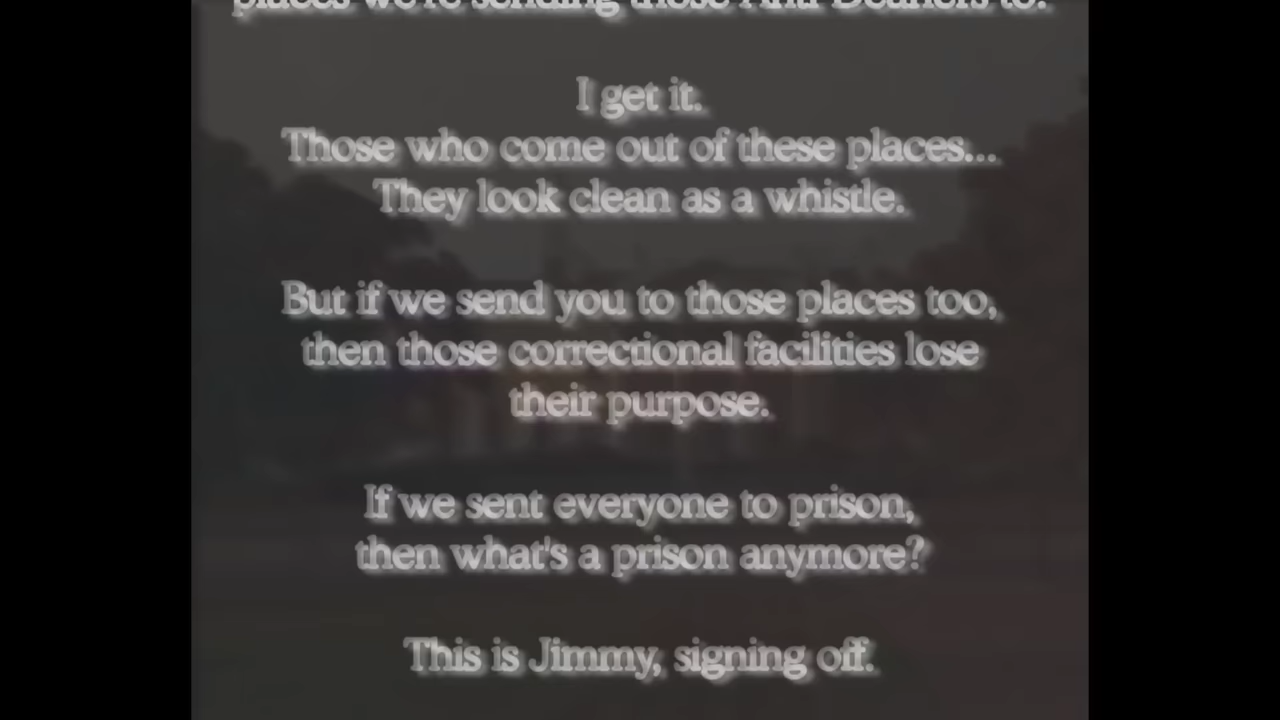 places we're sending those Anti
I get it.
Those who come out of these places...
They look clean as a whistle.
But if we send you to those places too,
then those correctional facilities lose
their purpose.
If we sent everyone to prison,
then what's a prison anymore?
This is Jimmy, signing off.